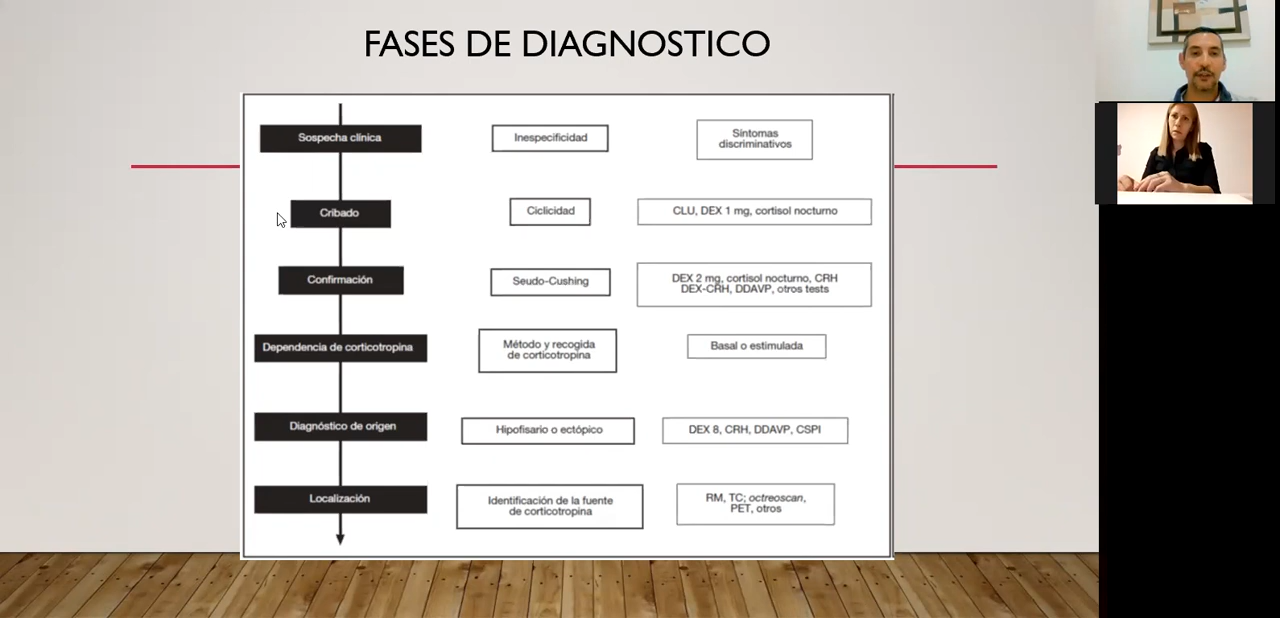 FASES DE DIAGNOSTICO
Sospecha clínica
Inespecificidad
Síntomas
discriminativos
Cribado
Ciclicidad
CLU, DEX 1 mg, cortisol nocturno
Confirmación
Seudo-Cushing
DEX 2 mg, cortisol nocturno, CRH
DEX-CRH, DDAVP, otros tests
Dependencia de corticotropina
Método y recogida
de corticotropina
Basal o estimulada
Diagnóstico de origen
Hipofisario o ectópico
DEX 8, CRH, DDAVP, CSPI
Localización
Identificación de la fuente
de corticotropina
RM, TC; octreoscan,
PET, otros